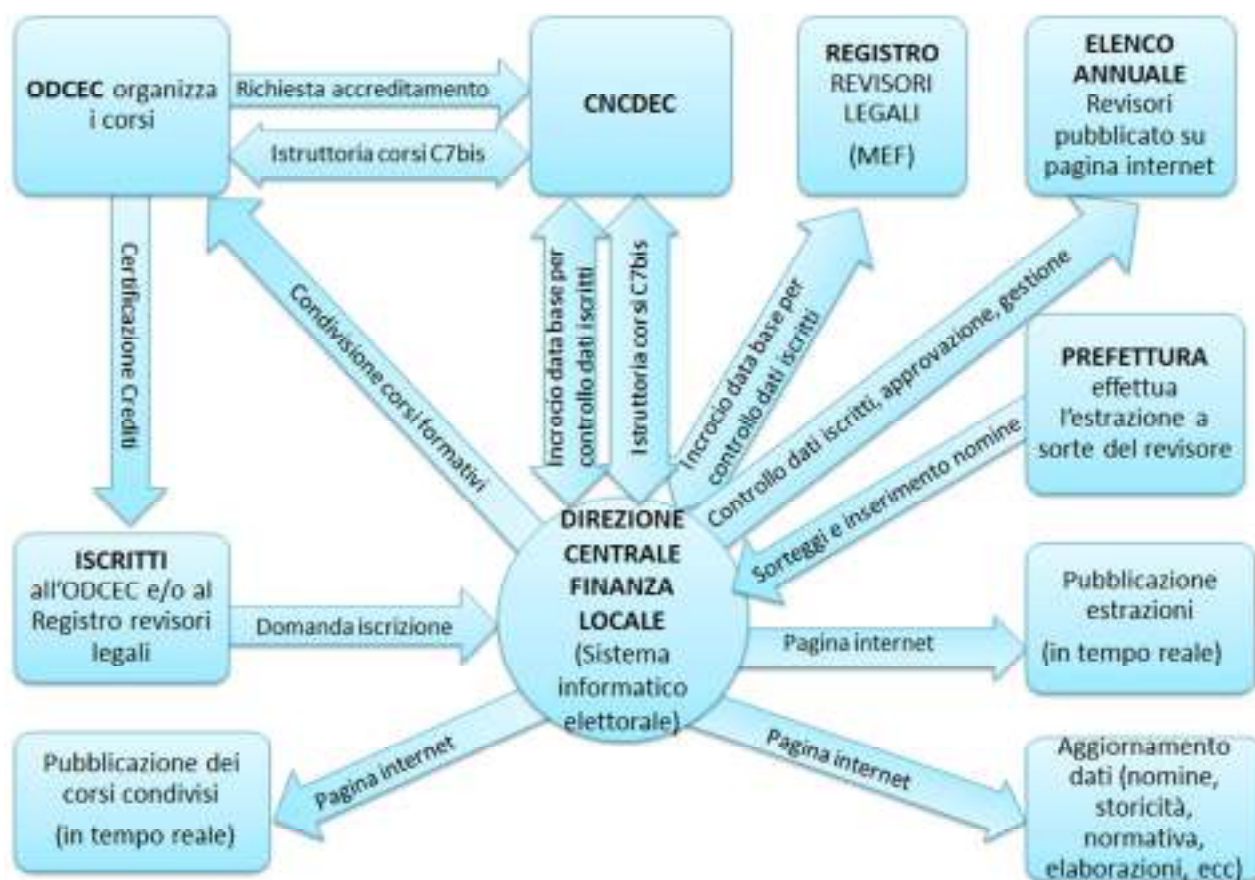 ODCEC organizza
i corsi
Richiesta accreditamento
Istruttoria corsi C7bis
CNCDEC
REGISTRO
REVISORI
LEGALI
(MEF)
ELENCO
ANNUALE
Revisori
pubblicato su
pagina internet
Certificazione Crediti
Condivisione corsi formativi
Incrocio data base per
controllo dati iscritti
Istruttoria corsi C7bis
Incrocio data base per
controllo dati iscritti
Controllo dati iscritti, approvazione, gestione
PREFETTURA
effettua
l'estrazione a
sorte del revisore
Sorteggi e inserimento nomine
ISCRITTI
all'ODCEC e/o al
Registro revisori
legali
Domanda iscrizione
DIREZIONE
CENTRALE
FINANZA
LOCALE
(Sistema
informatico
elettorale)
Pagina internet
Pubblicazione
estrazioni
(in tempo reale)
Pubblicazione dei
corsi condivisi
(in tempo reale)
Pagina internet
Pagina internet
Aggiornamento
dati (nomine,
storicità,
normativa,
elaborazioni, ecc)